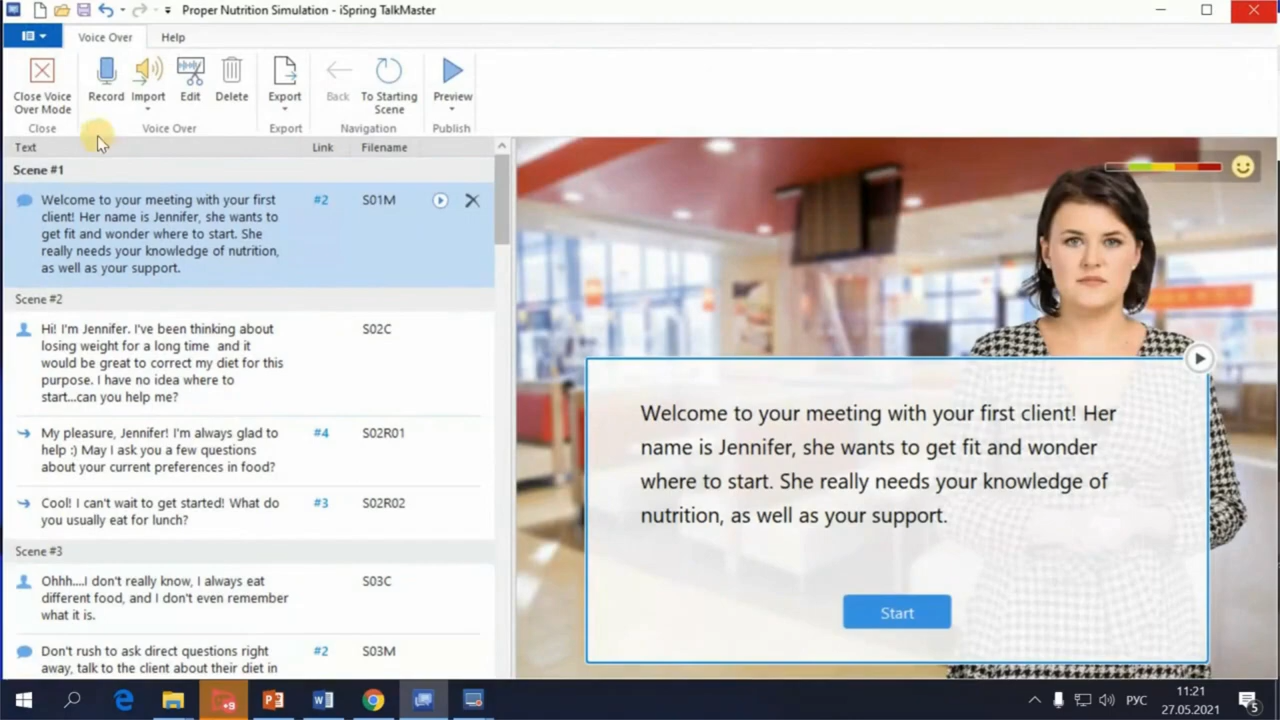 Proper Nutrition Simulation - iSpring TalkMaster
Voice Over
Help
Close Voice
Over Mode
Record
Import
Edit
Delete
Export
Back
To Starting
Scene
Preview
Close
Voice Over
Export
Navigation
Publish
Text
Link
Filename
Scene #1
Welcome to your meeting with your first
client! Her name is Jennifer, she wants to
get fit and wonder where to start. She
really needs your knowledge of nutrition,
as well as your support.
#2
S01M
Scene #2
Hi! I'm Jennifer. I've been thinking about
losing weight for a long time and it
would be great to correct my diet for this
purpose. I have no idea where to
start...can you help me?
S02C
My pleasure, Jennifer! I'm always glad to
help :) May I ask you a few questions
about your current preferences in food?
#4
S02R01
Cool! I can't wait to get started! What do
you usually eat for lunch?
#3
S02R02
Scene #3
Ohhh....I don't really know, I always eat
different food, and I don't even remember
what it is.
S03C
Don't rush to ask direct questions right
away, talk to the client about their diet in
#2
S03M
Welcome to your meeting with your first client! Her
name is Jennifer, she wants to get fit and wonder
where to start. She really needs your knowledge of
nutrition, as well as your support.
Start
+9
РУС
11:21
27.05.2021
5